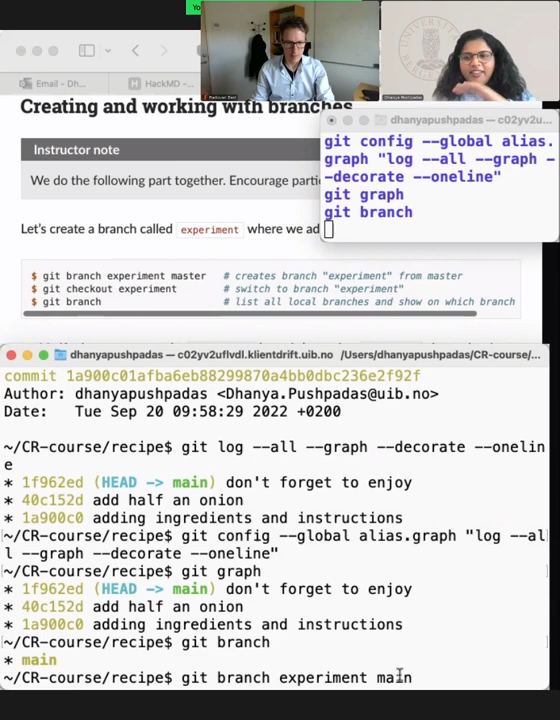 Yo
Email – Dh...
HackMD –
Creating and working with branches
dhanyapushpadas — c02yv2u...
git config --global alias.
graph "log --all --graph -
-decorate --oneline"
git graph
git branch
Instructor note
We do the following part together. Encourage parti
Let's create a branch called experiment where we ad
$ git branch experiment master # creates branch "experiment" from master
$ git checkout experiment # switch to branch "experiment"
$ git branch # list all local branches and show on which branch
dhanyapushpadas — c02yv2uflvdl.klientdrift.uib.no /Users/dhanyapushpadas/CR-course/...
commit 1a900c01afba6eb88299870a4bb0dbc236e2f92f
Author: dhanyapushpadas <Dhanya.Pushpadas@uib.no>
Date: Tue Sep 20 09:58:29 2022 +0200
~/CR-course/recipe$ git log --all --graph --decorate --onelin
e
* 1f962ed (HEAD -> main) don't forget to enjoy
* 40c152d add half an onion
* 1a900c0 adding ingredients and instructions
~/CR-course/recipe$ git config --global alias.graph "log --al
l --graph --decorate --oneline"
~/CR-course/recipe$ git graph
* 1f962ed (HEAD -> main) don't forget to enjoy
* 40c152d add half an onion
* 1a900c0 adding ingredients and instructions
~/CR-course/recipe$ git branch
* main
~/CR-course/recipe$ git branch experiment main